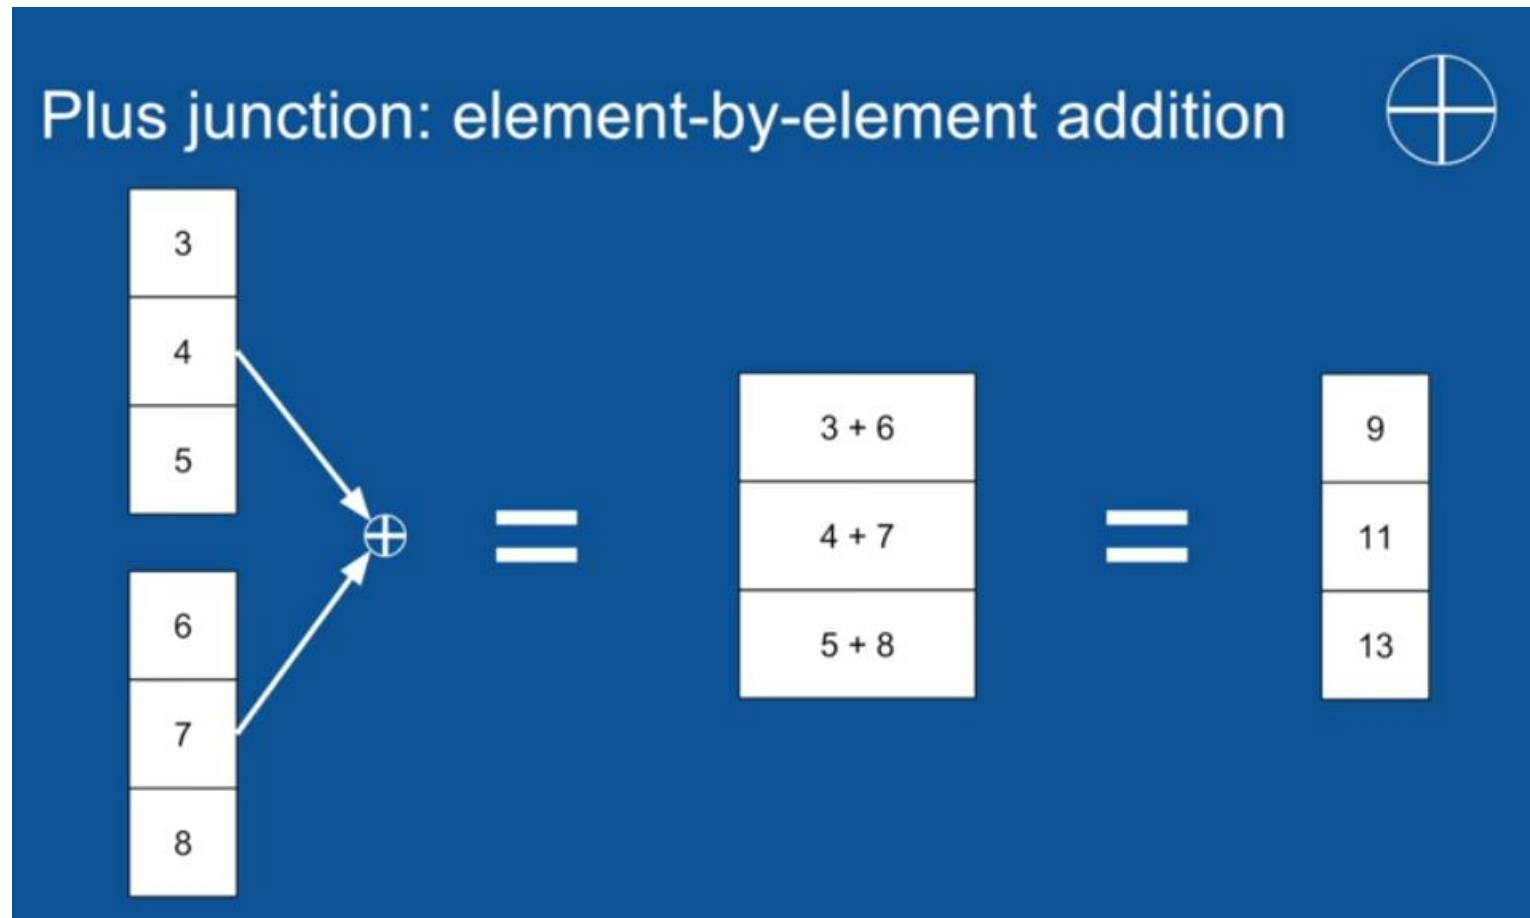 Plus junction: element-by-element addition
3
4
5
6
7
8
=
3 + 6
4 + 7
5 + 8
=
9
11
13